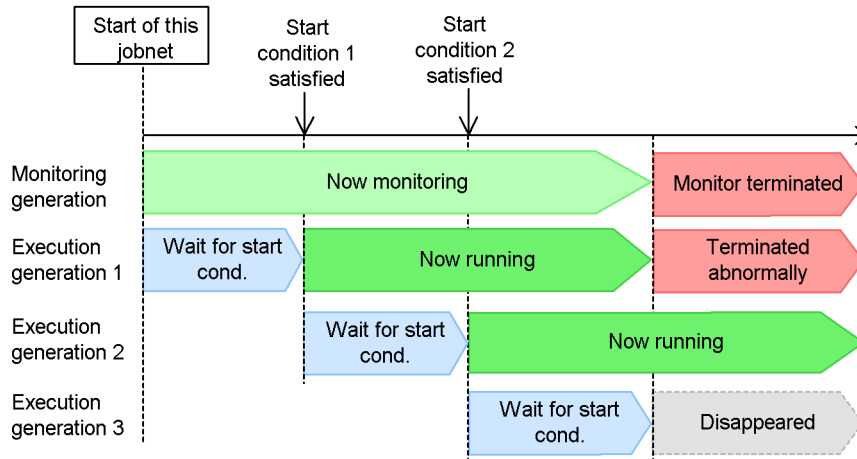 Start of this
jobnet
Start
condition 1
satisfied
Start
condition 2
satisfied
Monitoring
generation
Now monitoring
Monitor terminated
Execution
generation 1
Wait for start
cond.
Now running
Terminated
abnormally
Execution
generation 2
Wait for start
cond.
Now running
Execution
generation 3
Wait for start
cond.
Disappeared